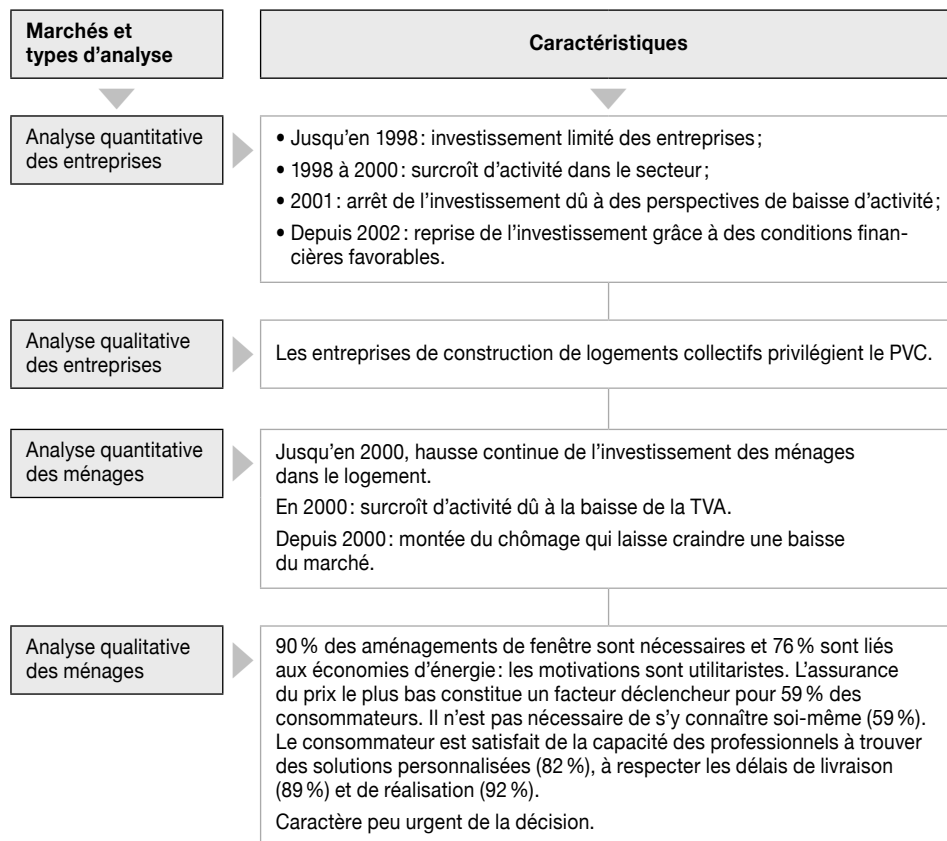 Marchés et
types d'analyse
Caractéristiques
Analyse quantitative
des entreprises
• Jusqu'en 1998 : investissement limité des entreprises ;
• 1998 à 2000 : surcroît d'activité dans le secteur ;
• 2001 : arrêt de l'investissement dû à des perspectives de baisse d'activité ;
• Depuis 2002 : reprise de l'investissement grâce à des conditions finan-
cières favorables.
Analyse qualitative
des entreprises
Les entreprises de construction de logements collectifs privilégient le PVC.
Analyse quantitative
des ménages
Jusqu'en 2000, hausse continue de l'investissement des ménages
dans le logement.
En 2000 : surcroît d'activité dû à la baisse de la TVA.
Depuis 2000 : montée du chômage qui laisse craindre une baisse
du marché.
Analyse qualitative
des ménages
90 % des aménagements de fenêtre sont nécessaires et 76 % sont liés
aux économies d'énergie : les motivations sont utilitaristes. L'assurance
du prix le plus bas constitue un facteur déclencheur pour 59 % des
consommateurs. Il n'est pas nécessaire de s'y connaître soi-même (59 %).
Le consommateur est satisfait de la capacité des professionnels à trouver
des solutions personnalisées (82 %), à respecter les délais de livraison
(89 %) et de réalisation (92 %).
Caractère peu urgent de la décision.